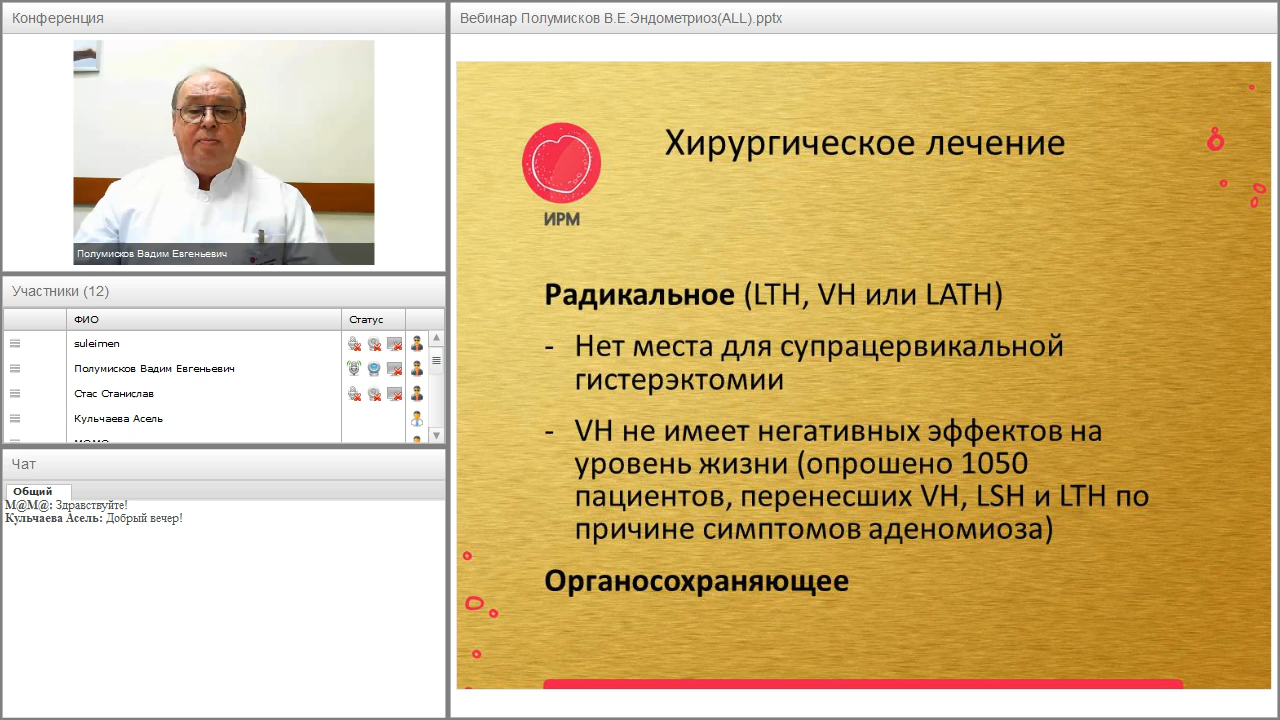 Конференция
Полумисков Вадим Евгеньевич
Участники (12)
ФИО
Статус
suleimen
Полумисков Вадим Евгеньевич
Стас Станислав
Кульчаева Асель
Чат
Общий
M@M@: Здравствуйте!
Кульчаева Асель: Добрый вечер!
Вебинар Полумисков В.Е.Эндометриоз(ALL).pptx
ИРМ
Хирургическое лечение
Радикальное (LTH, VH или LATH)
- Нет места для супрацервикальной
гистерэктомии
- VH не имеет негативных эффектов на
уровень жизни (опрошено 1050
пациентов, перенесших VH, LSH и LTH по
причине симптомов аденомиоза)
Органосохраняющее